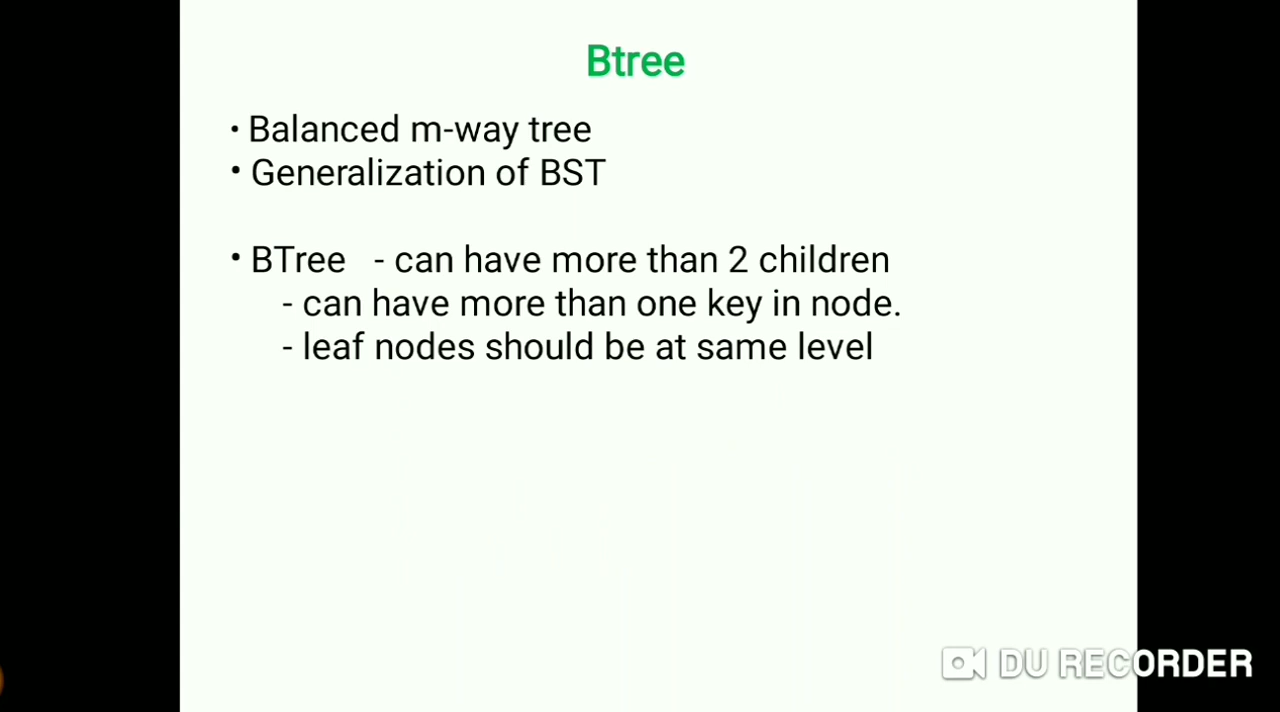 Btree
• Balanced m-way tree
• Generalization of BST
• BTree - can have more than 2 children
- can have more than one key in node.
- leaf nodes should be at same level
DU RECORDER